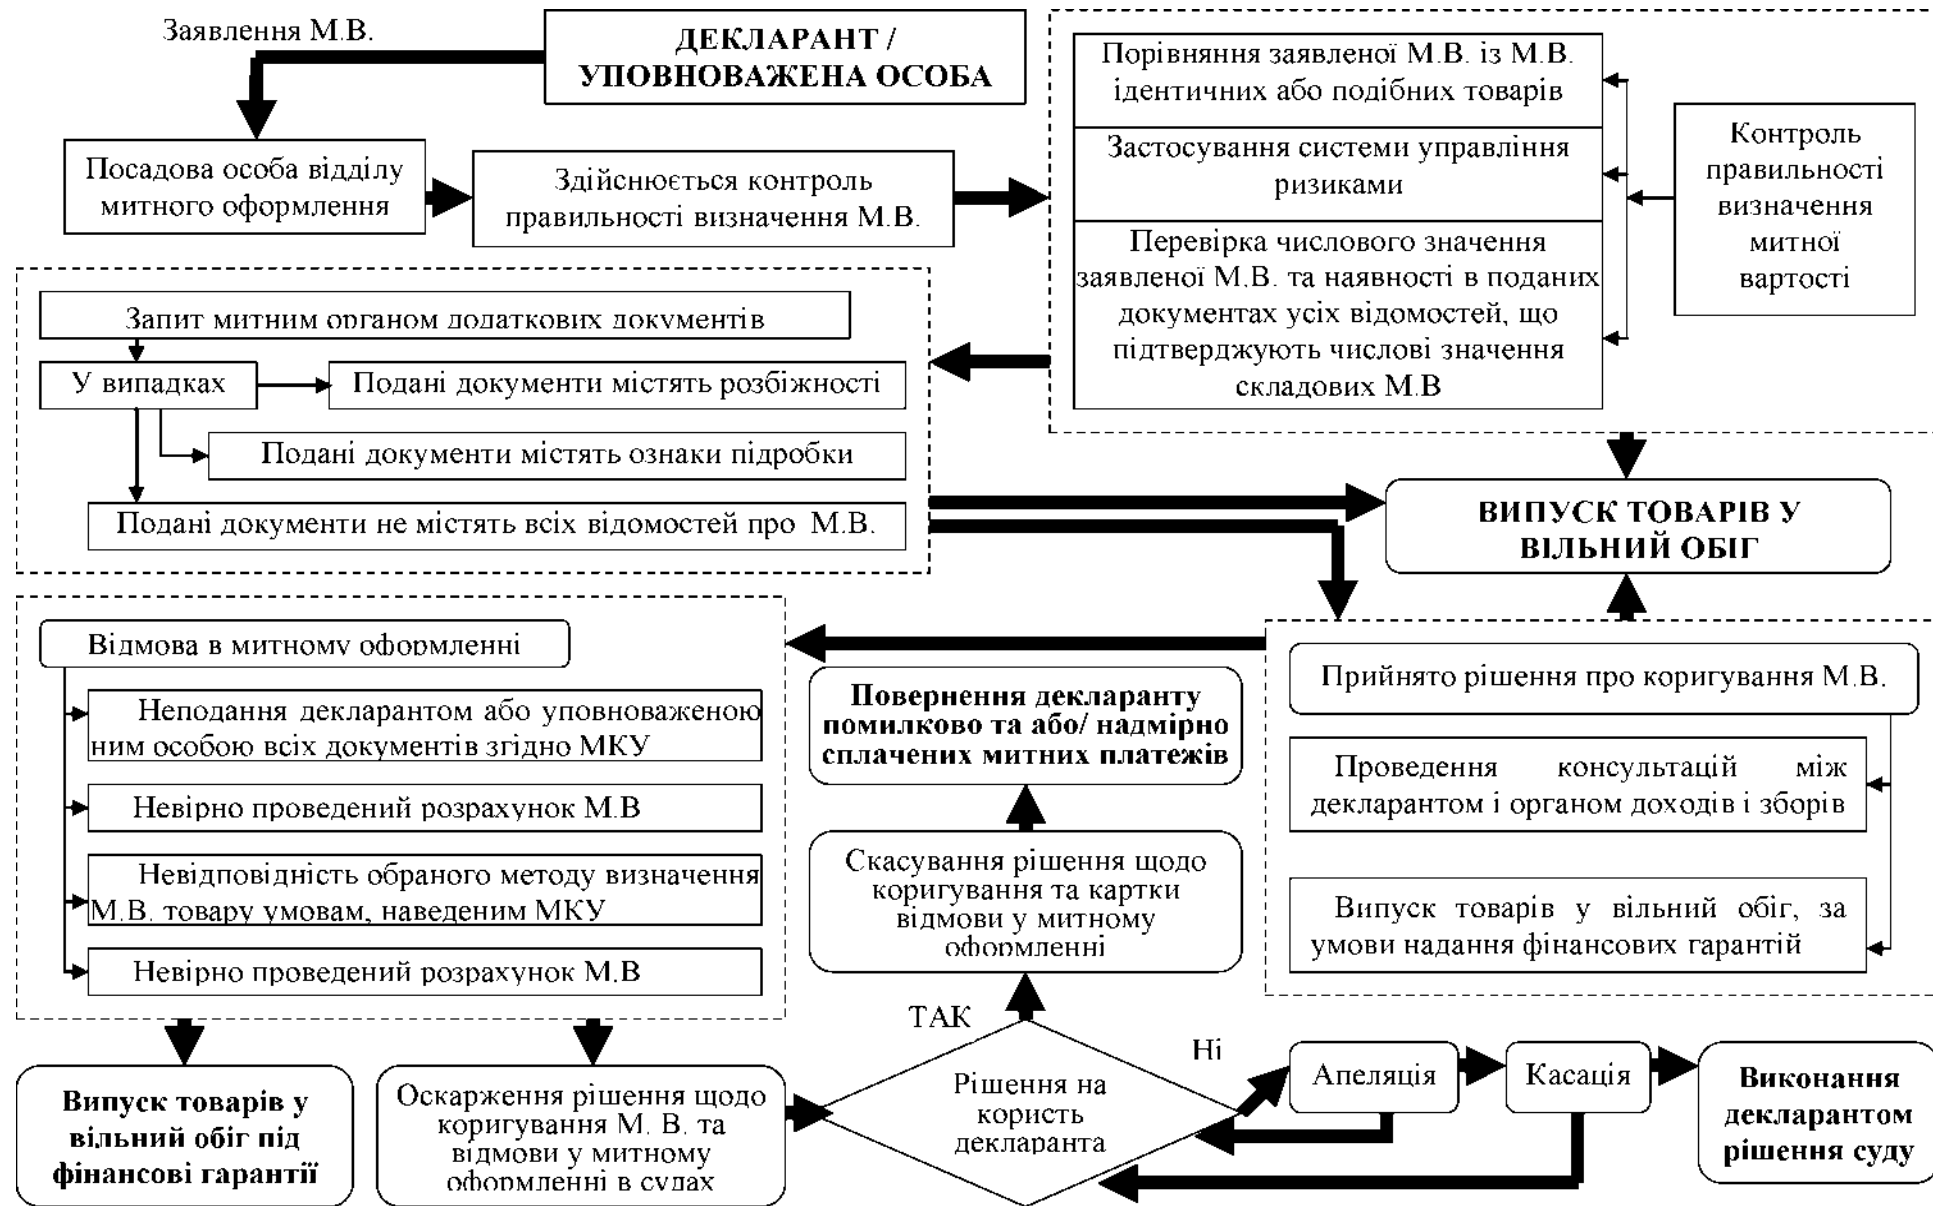 Заявлення М.В.
ДЕКЛАРАНТ /
УПОВНОВАЖЕНА ОСОБА
Посадова особа відділу
митного оформлення
Здійснюється контроль
правильності визначення М.В.
Порівняння заявленої М.В. із М.В.
ідентичних або подібних товарів
Застосування системи управління
ризиками
Перевірка числового значення
заявленої М.В. та наявності в поданих
документах усіх відомостей, що
підтверджують числові значення
складових М.В
Контроль
правильності
визначення
митної
вартості
Запит митним органом додаткових документів
У випадках
Подані документи містять розбіжності
Подані документи містять ознаки підробки
Подані документи не містять всіх відомостей про М.В.
ВИПУСК ТОВАРІВ У
ВІЛЬНИЙ ОБІГ
Відмова в митному оформленні
Неподання декларантом або уповноваженою
ним особою всіх документів згідно МКУ
Невірно проведений розрахунок М.В
Невідповідність обраного методу визначення
М.В. товару умовам, наведеним МКУ
Невірно проведений розрахунок М.В
Повернення декларанту
помилково та або/ надмірно
сплачених митних платежів
Скасування рішення щодо
коригування та картки
відмови у митному
оформленні
Прийнято рішення про коригування М.В.
Проведення консультацій між
декларантом і органом доходів і зборів
Випуск товарів у вільний обіг, за
умови надання фінансових гарантій
Випуск товарів у
вільний обіг під
фінансові гарантії
Оскарження рішення щодо
коригування М. В. та
відмови у митному
оформленні в судах
ТАК
Рішення на
користь
декларанта
Ні
Апеляція
Касація
Виконання
декларантом
рішення суду